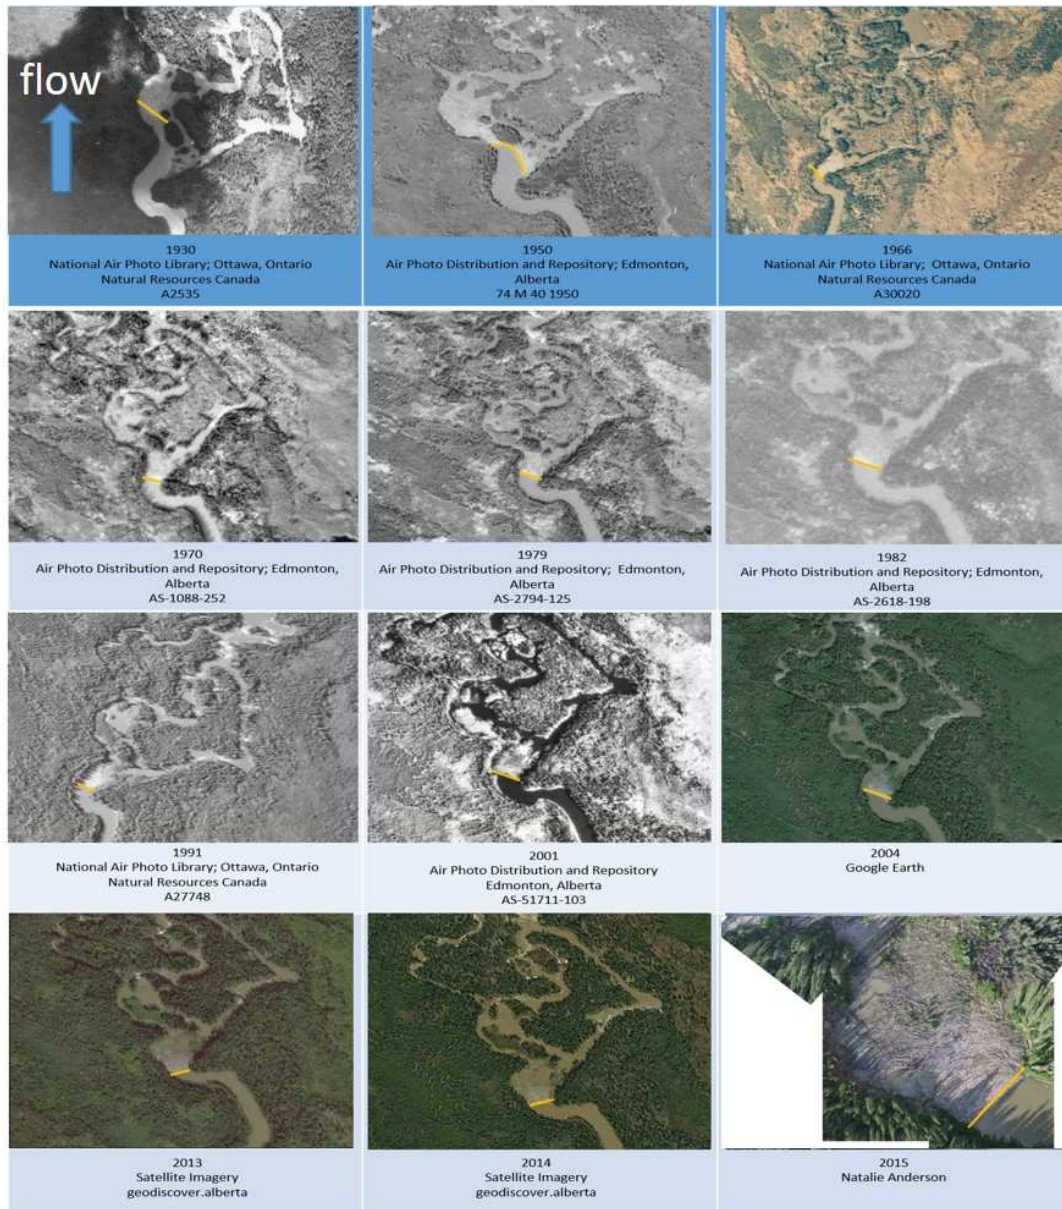 flow
1930
National Air Photo Library; Ottawa, Ontario
Natural Resources Canada
A2535
1950
Air Photo Distribution and Repository; Edmonton,
Alberta
74 M 40 1950
1966
National Air Photo Library; Ottawa, Ontario
Natural Resources Canada
A30020
1970
Air Photo Distribution and Repository; Edmonton,
Alberta
AS-1088-252
1979
Air Photo Distribution and Repository; Edmonton,
Alberta
AS-2794-125
1982
Air Photo Distribution and Repository; Edmonton,
Alberta
AS-2618-198
1991
National Air Photo Library; Ottawa, Ontario
Natural Resources Canada
A27748
2001
Air Photo Distribution and Repository
Edmonton, Alberta
AS-51711-103
2004
Google Earth
2013
Satellite Imagery
geodiscover.alberta
2014
Satellite Imagery
geodiscover.alberta
2015
Natalie Anderson